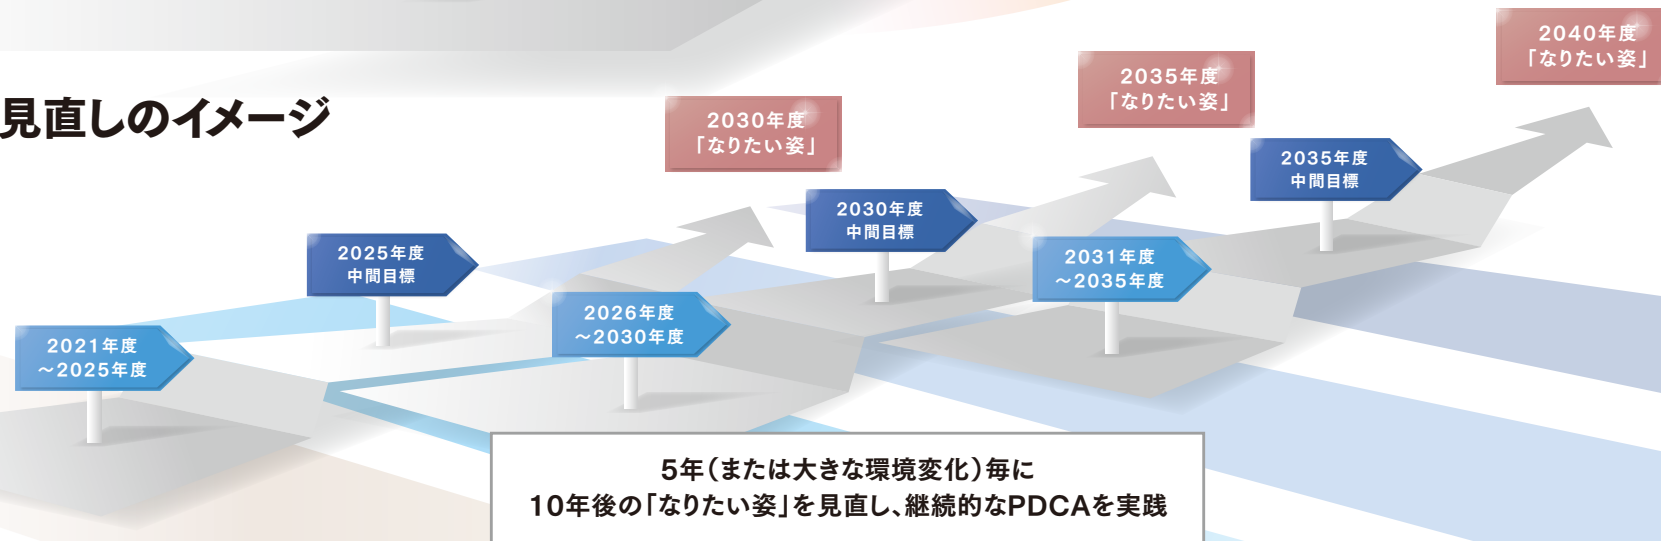 見直しのイメージ
2021年度
～2025年度
2025年度
中間目標
2026年度
～2030年度
2030年度
「なりたい姿」
2030年度
中間目標
2031年度
～2035年度
2035年度
「なりたい姿」
2035年度
中間目標
2040年度
「なりたい姿」
5年（または大きな環境変化）毎に
10年後の「なりたい姿」を見直し、継続的なPDCAを実践